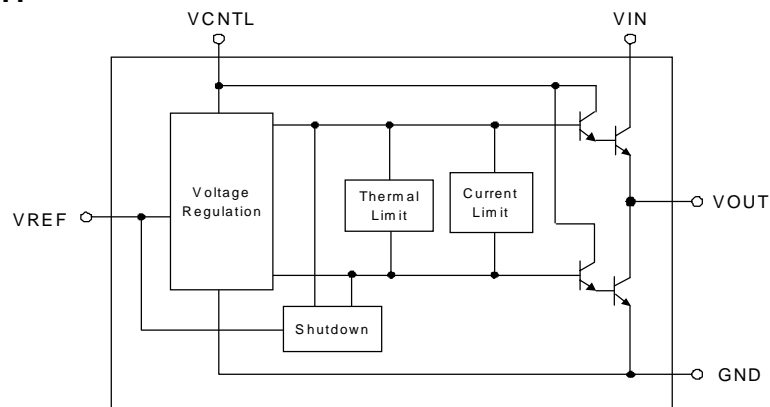 VCNTL
VIN
Voltage
Regulation
Thermal
Limit
Current
Limit
VREF
VOUT
Shutdown
GND